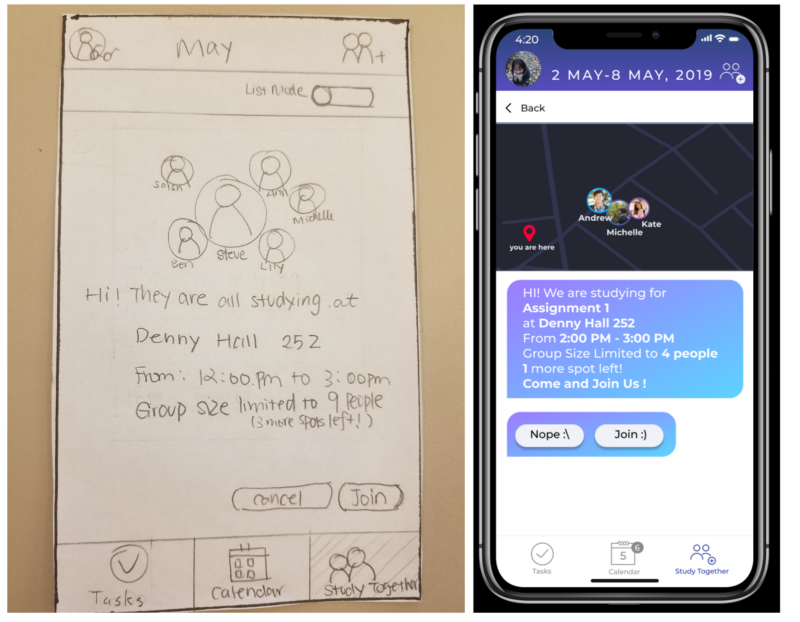 May
List Mode
Susan
Ann
Michelle
Ben
Steve
Lily
Hi! They are all studying at
Denny Hall 252
From: 12:00.pm to 3:00pm
Group size limited to 9 People
(3 more spots left!)
Cancel
Join
Tasks
Calendar
Study Together
4:20
2 MAY-8 MAY, 2019
Back
Andrew
Kate
Michelle
you are here
HI! We are studying for
Assignment 1
at Denny Hall 252
From 2:00 PM - 3:00 PM
Group Size Limited to 4 people
1 more spot left!
Come and Join Us !
Nope :\
Join :)
5
6
Tasks
Calendar
Study Together